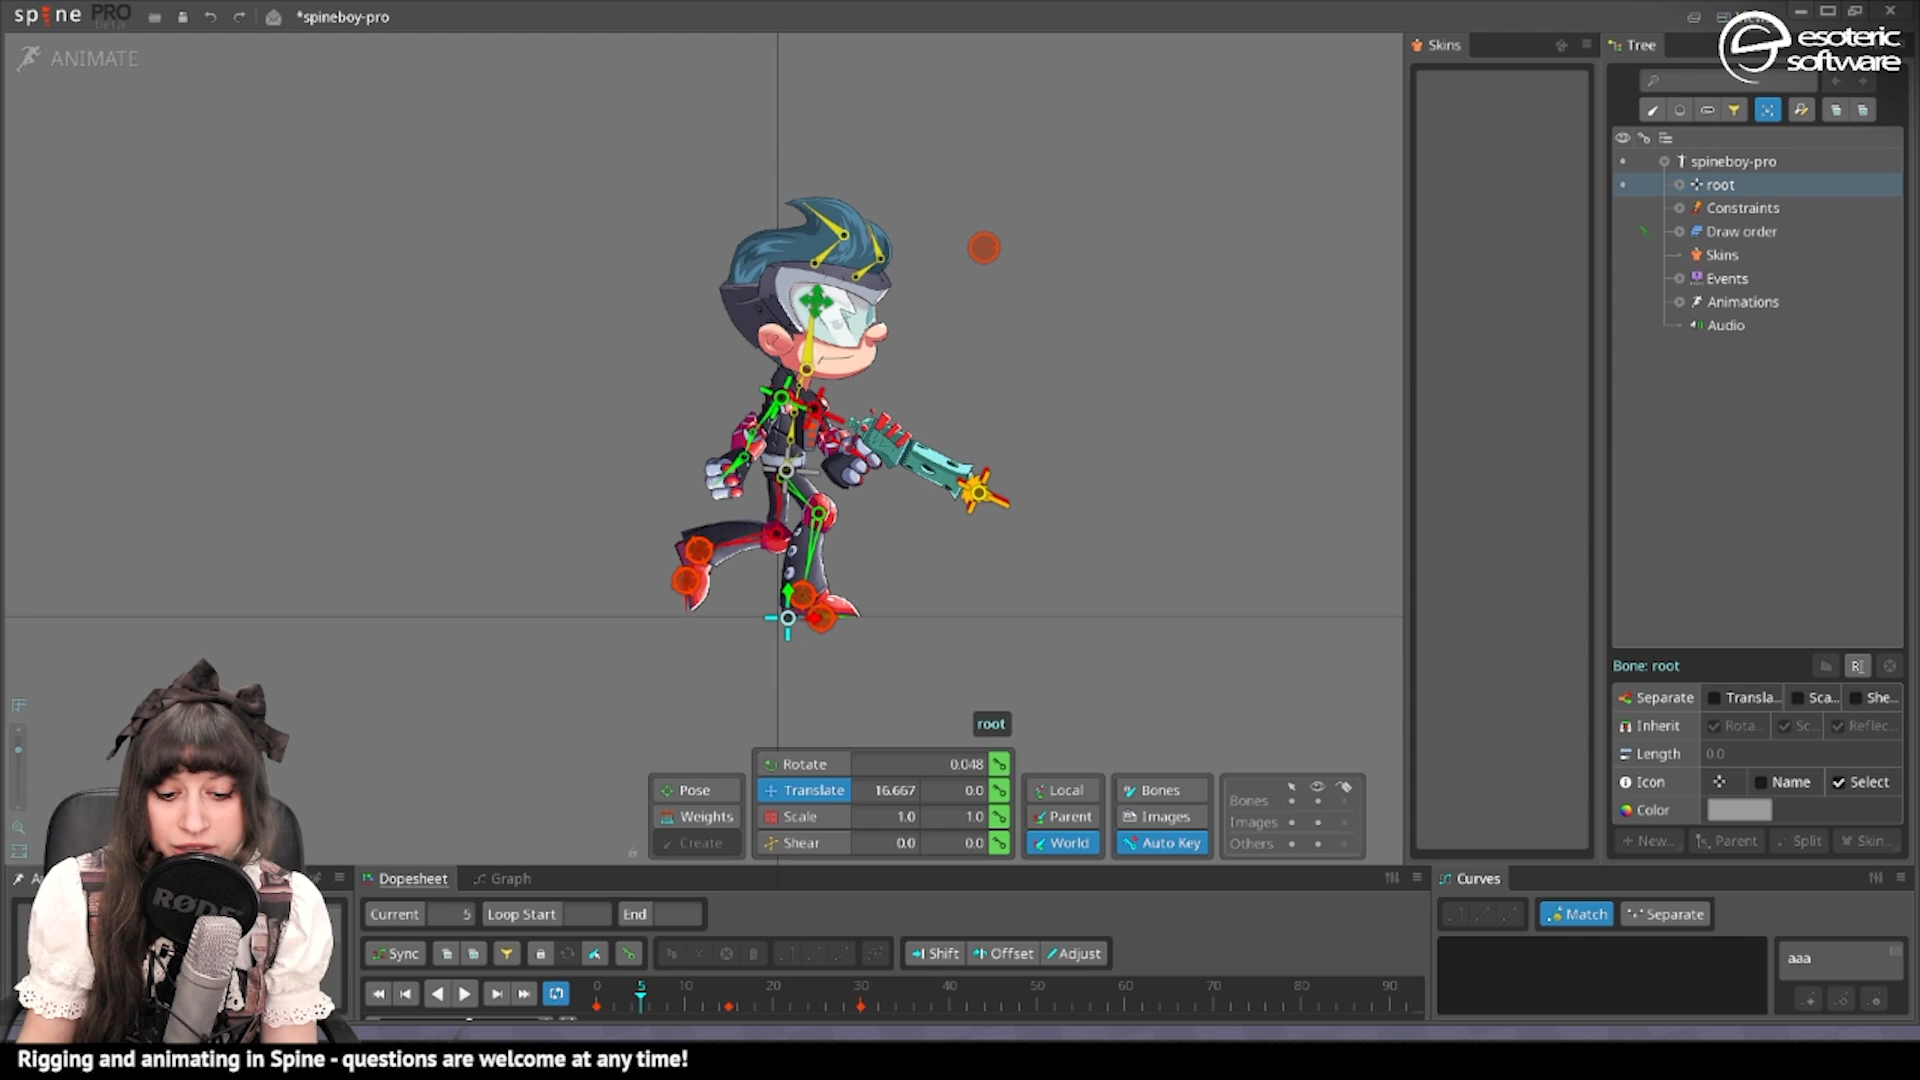 spine PRO
beta
*spineboy-pro
esoteric
software
ANIMATE
Skins
Tree
spineboy-pro
root
Constraints
Draw order
Skins
Events
Animations
Audio
root
Pose
Weights
Create
Rotate 0.048
Translate 16.667 0.0
Scale 1.0 1.0
Shear 0.0 0.0
Local
Parent
World
Bones
Images
Auto Key
Bones
Images
Others
Bone: root
Separate Transla... Sca... She...
Inherit Rota... Sc... Reflec...
Length 0.0
Icon Name Select
Color
+ New... Parent Split Skin...
Dopesheet Graph
Current 5 Loop Start End
Sync Shift Offset Adjust
0 5 10 20 30 40 50 60 70 80 90
Curves
Match Separate
aaa
RØDE
Rigging and animating in Spine - questions are welcome at any time!